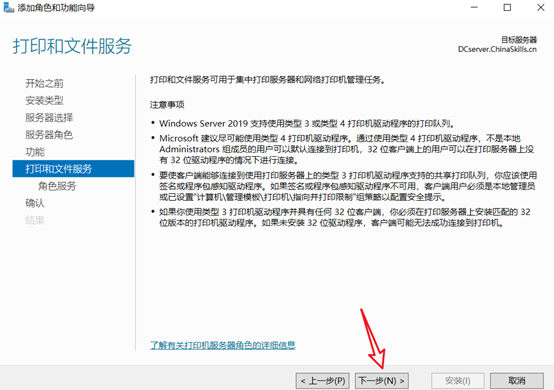 添加角色和功能向导
打印和文件服务
目标服务器
DCserver.ChinaSkills.cn
开始之前
安装类型
服务器选择
服务器角色
功能
打印和文件服务
角色服务
确认
结果
打印和文件服务可用于集中打印服务器和网络打印机管理任务。
注意事项
• Windows Server 2019 支持使用类型 3 或类型 4 打印机驱动程序的打印队列。
• Microsoft 建议尽可能使用类型 4 打印机驱动程序。通过使用类型 4 打印机驱动程序，不是本地
Administrators 组成员的用户可以默认连接到打印机，32 位客户端上的用户可以在打印服务器上没
有 32 位驱动程序的情况下进行连接。
• 要使客户端能够连接到使用打印服务器上的类型 3 打印机驱动程序支持的共享打印队列，你应该使用
签名或程序包感知驱动程序。如果签名或程序包感知驱动程序不可用，客户端用户必须是本地管理员
或已设置"计算机\管理模板\打印机\指向并打印限制"组策略以配置安全提示。
• 如果你使用类型 3 打印机驱动程序并具有任何 32 位客户端，你必须在打印服务器上安装匹配的 32
位版本的打印机驱动程序。如果未安装 32 位驱动程序，客户端可能无法成功连接到打印机。
了解有关打印机服务器角色的详细信息
< 上一步(P)
下一步(N) >
安装(I)
取消